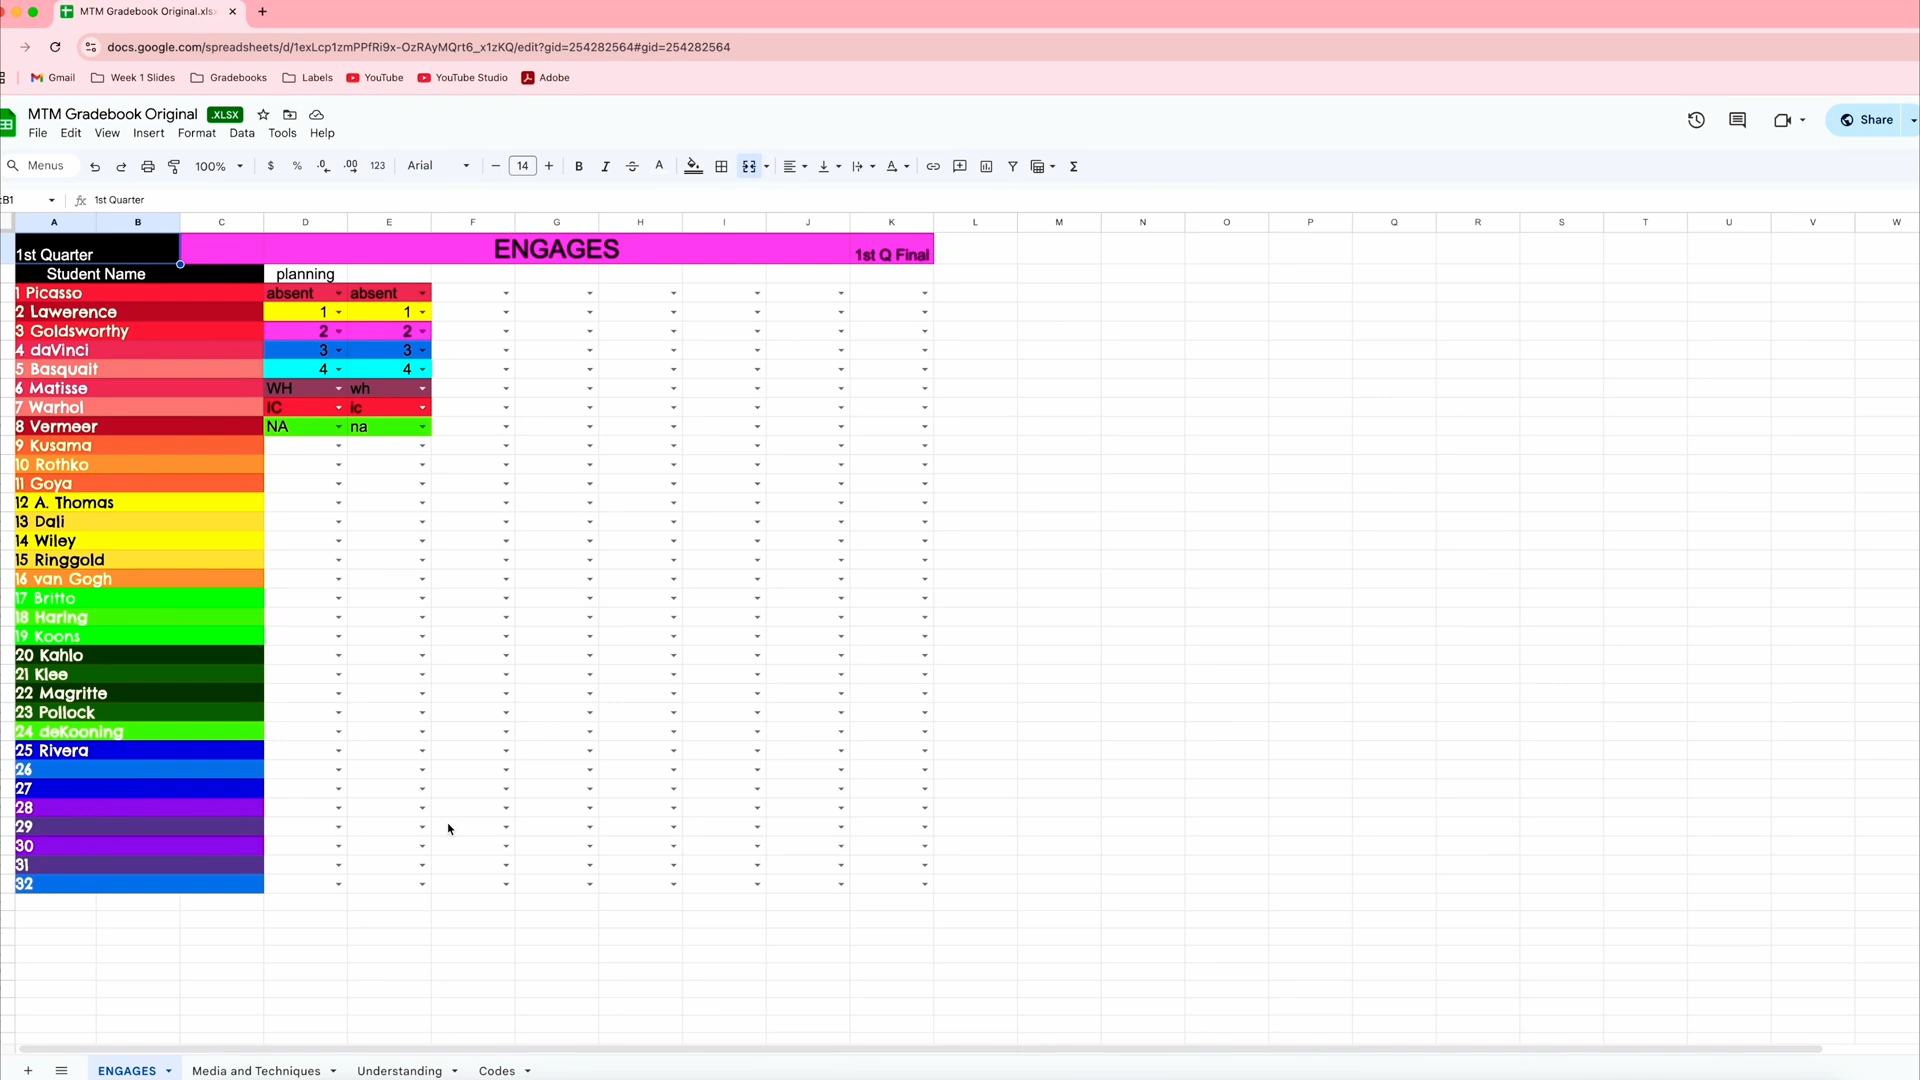 MTM Gradebook Original.xls
docs.google.com/spreadsheets/d/1exLcp1zmPPfRi9x-OzRAyMQrt6_x1zKQ/edit?gid=254282564#gid=254282564
Gmail Week 1 Slides Gradebooks Labels YouTube YouTube Studio Adobe
MTM Gradebook Original .XLSX
File Edit View Insert Format Data Tools Help
Share
Menus 100% $ % .0 .00 123 Arial 14 B I S A
:B1 fx 1st Quarter
A B C D E F G H I J K L M N O P Q R S T U V W
1st Quarter ENGAGES 1st Q Final
Student Name planning
1 Picasso absent absent
2 Lawerence 1 1
3 Goldsworthy 2 2
4 daVinci 3 3
5 Basquait 4 4
6 Matisse WH wh
7 Warhol IC ic
8 Vermeer NA na
9 Kusama
10 Rothko
11 Goya
12 A. Thomas
13 Dali
14 Wiley
15 Ringgold
16 van Gogh
17 Britto
18 Haring
19 Koons
20 Kahlo
21 Klee
22 Magritte
23 Pollock
24 deKooning
25 Rivera
26
27
28
29
30
31
32
ENGAGES Media and Techniques Understanding Codes